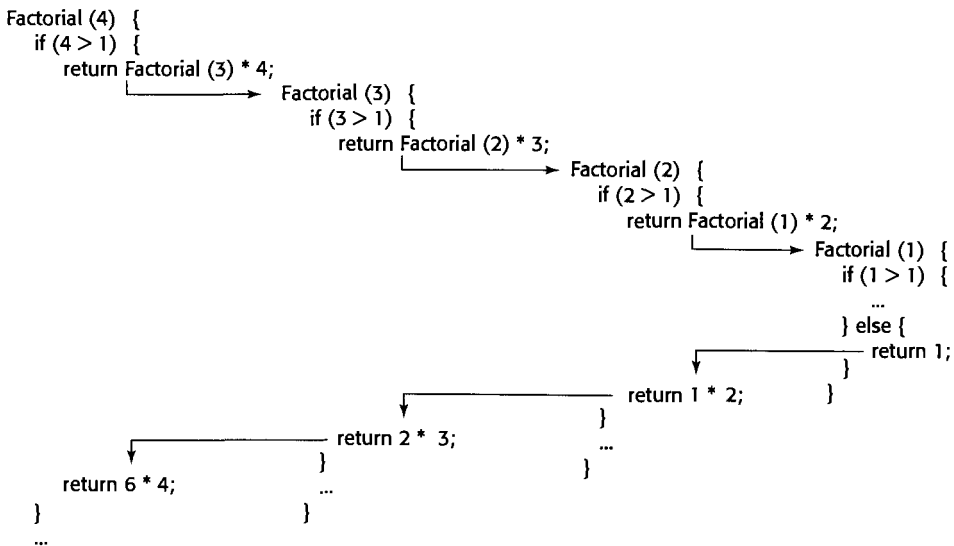 Factorial (4) {
if (4 > 1) {
return Factorial (3) * 4;
Factorial (3) {
if (3 > 1) {
return Factorial (2) * 3;
Factorial (2) {
if (2 > 1) {
return Factorial (1) * 2;
Factorial (1) {
if (1 > 1) {
...
} else {
return 1;
}
}
return 1 * 2;
}
...
}
return 2 * 3;
}
...
}
return 6 * 4;
}
...